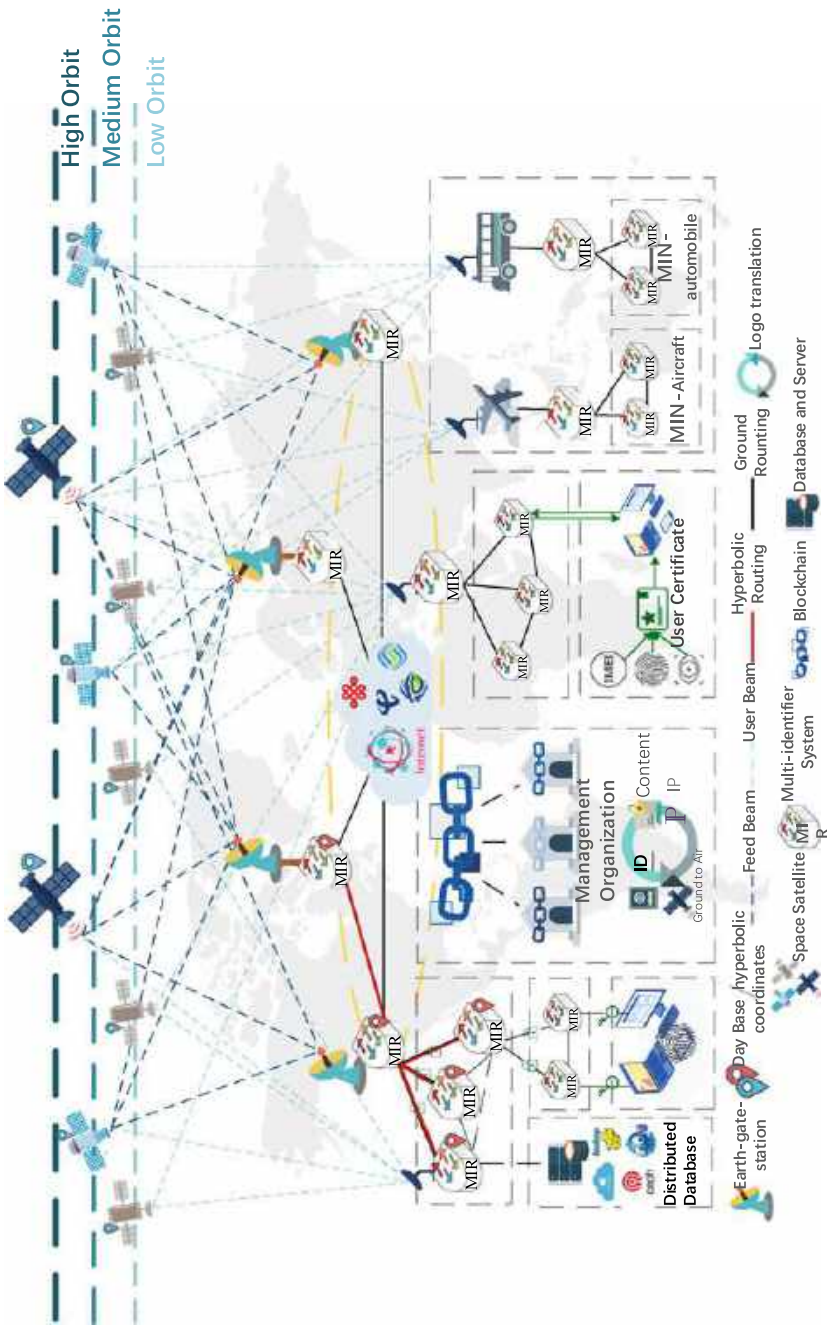 High Orbit
Medium Orbit
Low Orbit
MIR
MIR
MIR
MIR
Internet
MIR
MIR
MIR
MIR
MIR
MIR
Distributed
Database
Management
Organization
ID
Content
IP
Ground to Air
MIR
MIR
MIR
MIR
IMEI
User Certificate
MIR
MIR
MIR
MIN-Aircraft
MIR
MIR
MIR
MIN-
automobile
Earth-gate-
station
Day Base hyperbolic
coordinates
Feed Beam
User Beam
Hyperbolic
Routing
Ground
Rounting
Logo translation
Space Satellite
MI
R
Multi-identifier
System
Blockchain
Database and Server